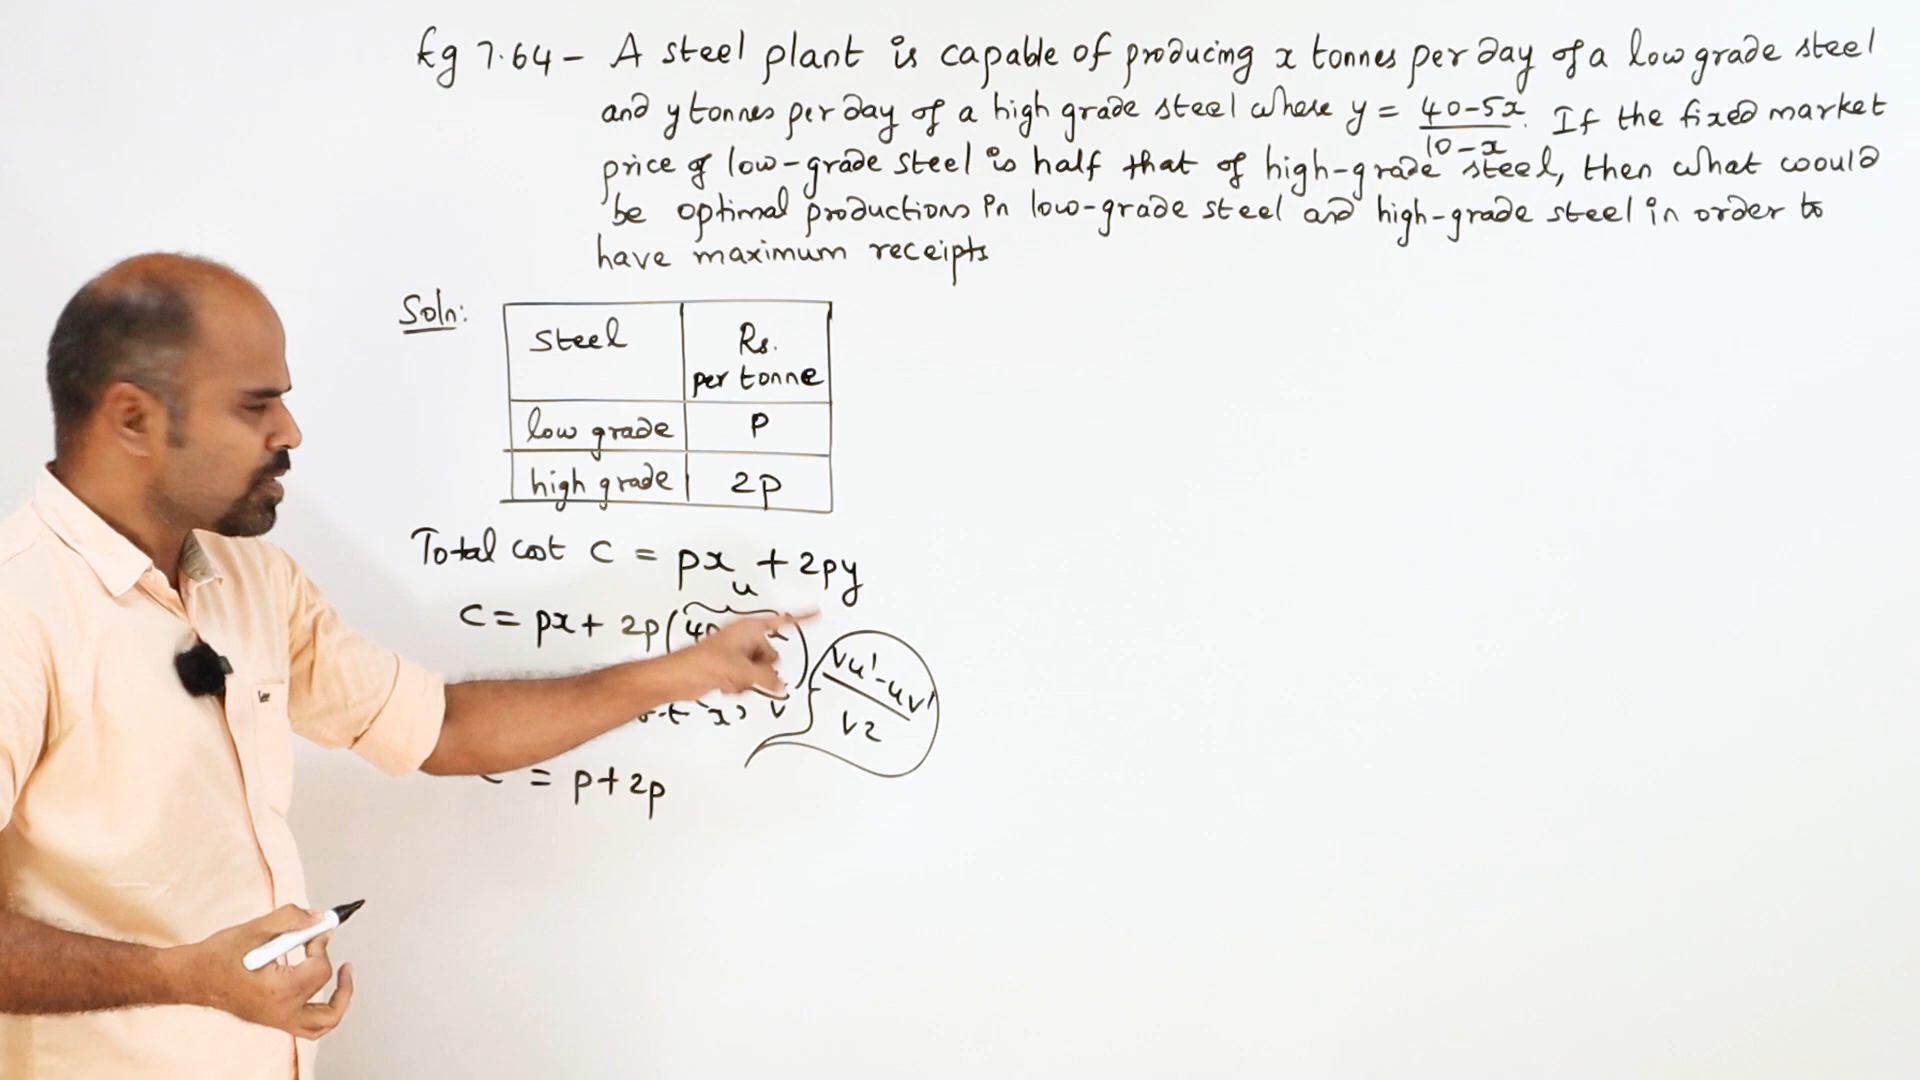 Eg 7.64 - A steel plant is capable of producing x tonnes per day of a low grade steel
and y tonnes per day of a high grade steel where y = (40-5x)/(10-x). If the fixed market
price of low-grade steel is half that of high-grade steel, then what would
be optimal productions in low-grade steel and high-grade steel in order to
have maximum receipts
Soln:
Steel Rs. per tonne
low grade P
high grade 2p
Total cost C = px + 2py
u
C = px + 2p(40 x)
(vu' - uv')/v2
r.t 'x' v
= p + 2p